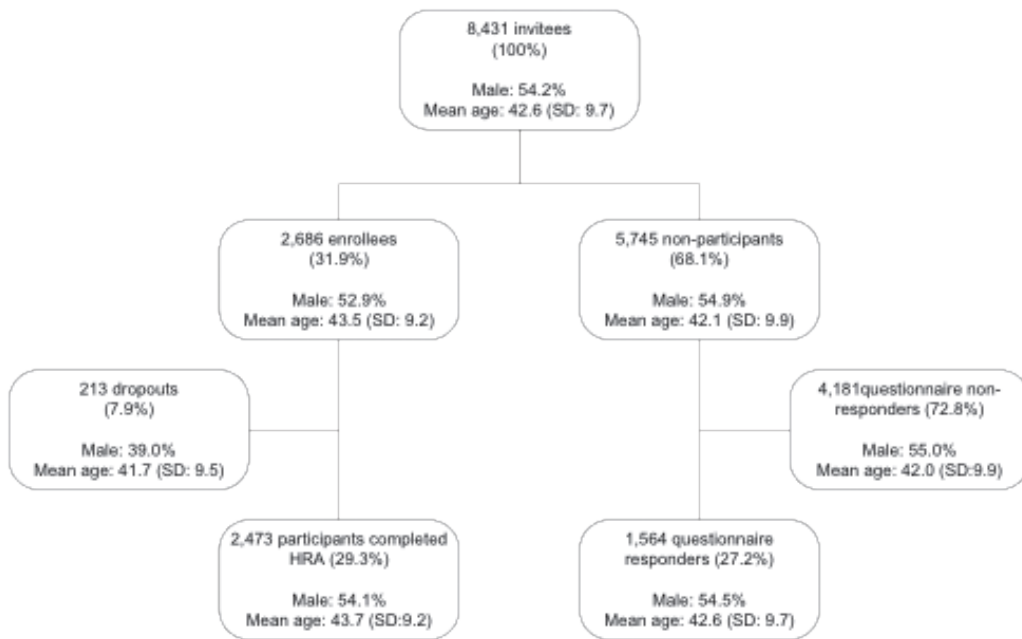 8,431 invitees
(100%)
Male: 54.2%
Mean age: 42.6 (SD: 9.7)
2,686 enrollees
(31.9%)
Male: 52.9%
Mean age: 43.5 (SD: 9.2)
5,745 non-participants
(68.1%)
Male: 54.9%
Mean age: 42.1 (SD: 9.9)
213 dropouts
(7.9%)
Male: 39.0%
Mean age: 41.7 (SD: 9.5)
4,181questionnaire non-
responders (72.8%)
Male: 55.0%
Mean age: 42.0 (SD:9.9)
2,473 participants completed
HRA (29.3%)
Male: 54.1%
Mean age: 43.7 (SD:9.2)
1,564 questionnaire
responders (27.2%)
Male: 54.5%
Mean age: 42.6 (SD: 9.7)